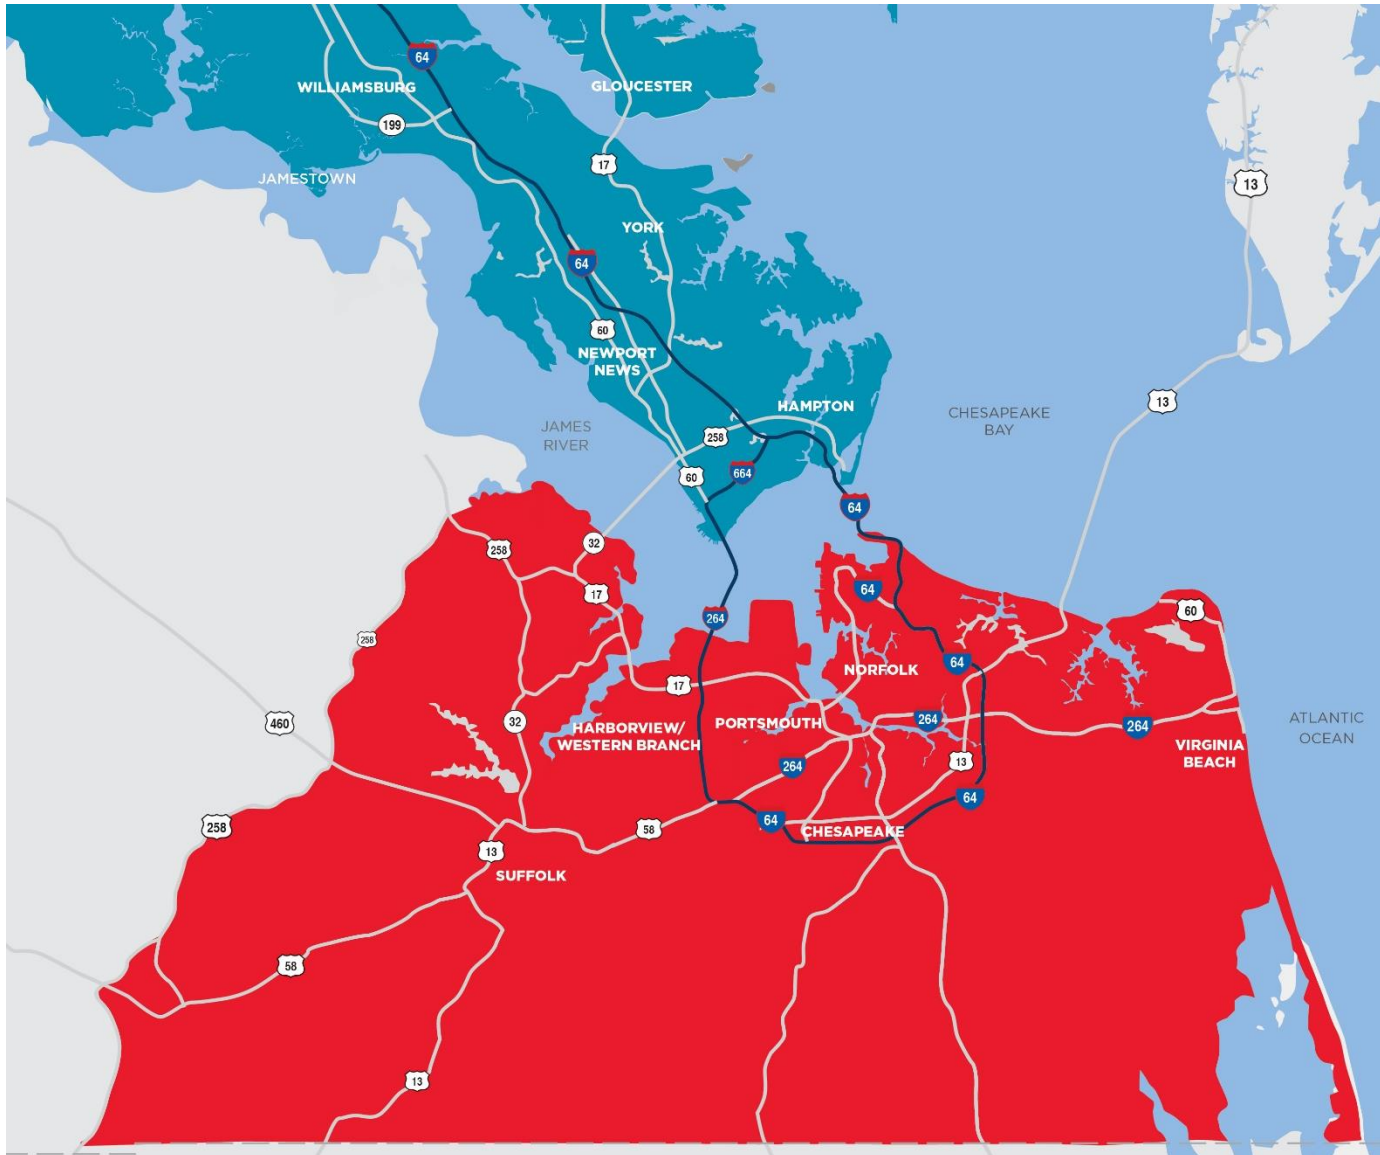 64
WILLIAMSBURG
GLOUCESTER
199
17
JAMESTOWN
13
YORK
64
60
NEWPORT
NEWS
13
HAMPTON
CHESAPEAKE
BAY
JAMES
RIVER
258
664
60
64
32
258
64
17
60
264
258
64
NORFOLK
17
460
32
HARBORVIEW/
WESTERN BRANCH
PORTSMOUTH
264
264
ATLANTIC
OCEAN
VIRGINIA
BEACH
13
264
64
258
64
58
CHESAPEAKE
13
SUFFOLK
58
13